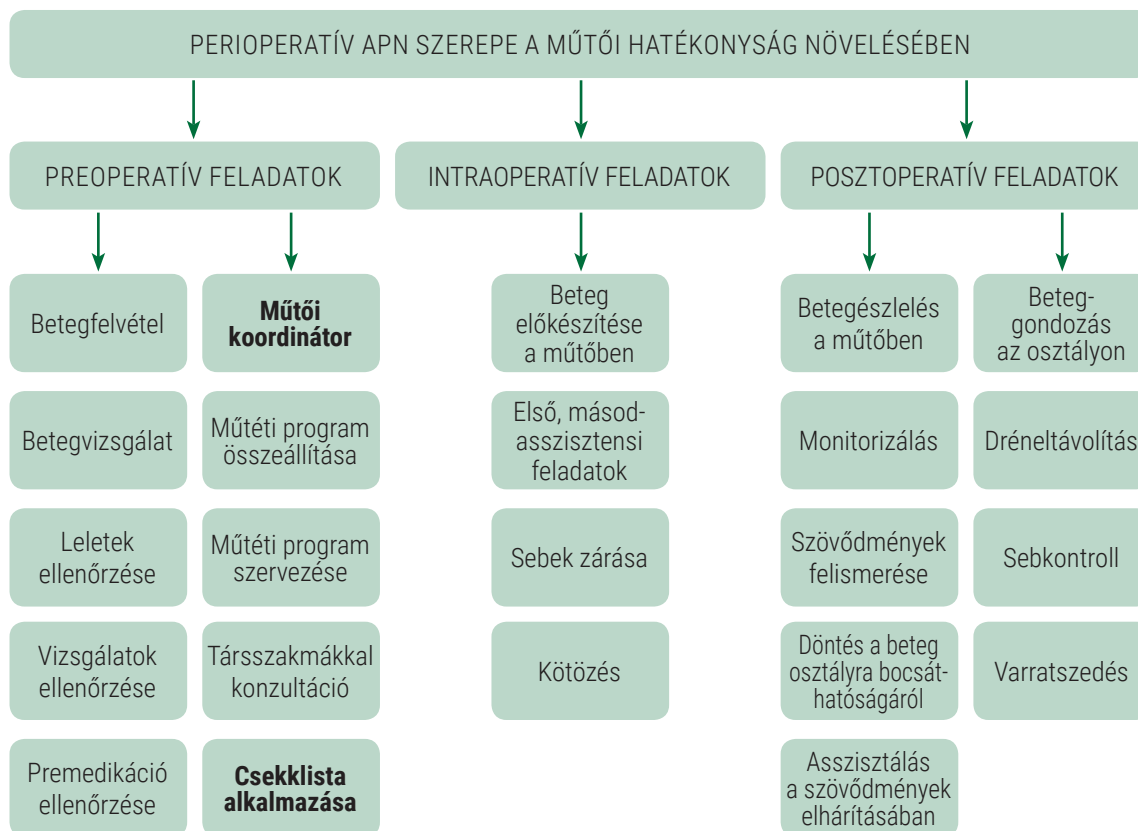 PERIOPERATÍV APN SZEREPE A MŰTŐI HATÉKONYSÁG NÖVELÉSÉBEN
PREOPERATÍV FELADATOK
INTRAOPERATÍV FELADATOK
POSZTOPERATÍV FELADATOK
Betegfelvétel
Műtői
koordinátor
Beteg
előkészítése
a műtőben
Betegészlelés
a műtőben
Beteg-
gondozás
az osztályon
Betegvizsgálat
Műtéti program
összeállítása
Első, másod-
asszisztensi
feladatok
Monitorizálás
Dréneltávolítás
Leletek
ellenőrzése
Műtéti program
szervezése
Sebek zárása
Szövődmények
felismerése
Sebkontroll
Vizsgálatok
ellenőrzése
Társszakmákkal
konzultáció
Kötözés
Döntés a beteg
osztályra bocsát-
hatóságáról
Varratszedés
Premedikáció
ellenőrzése
Csekklista
alkalmazása
Asszisztálás
a szövődmények
elhárításában